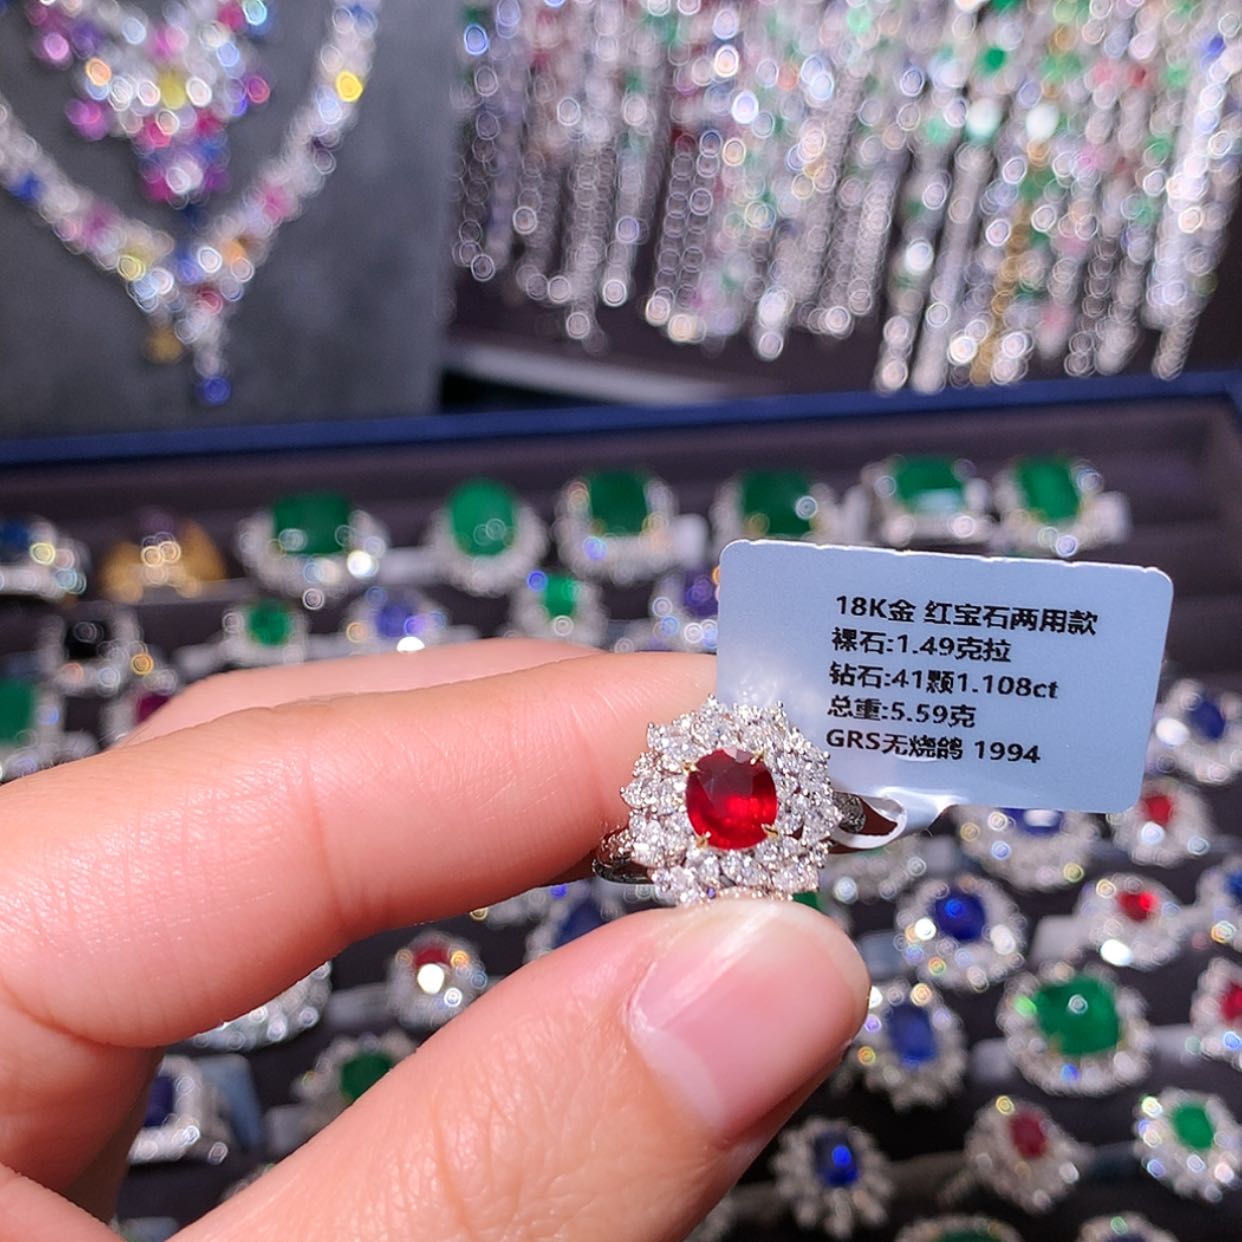 18K金 红宝石两用款
裸石:1.49克拉
钻石:41颗1.108ct
总重:5.59克
GRS无烧鸽 1994